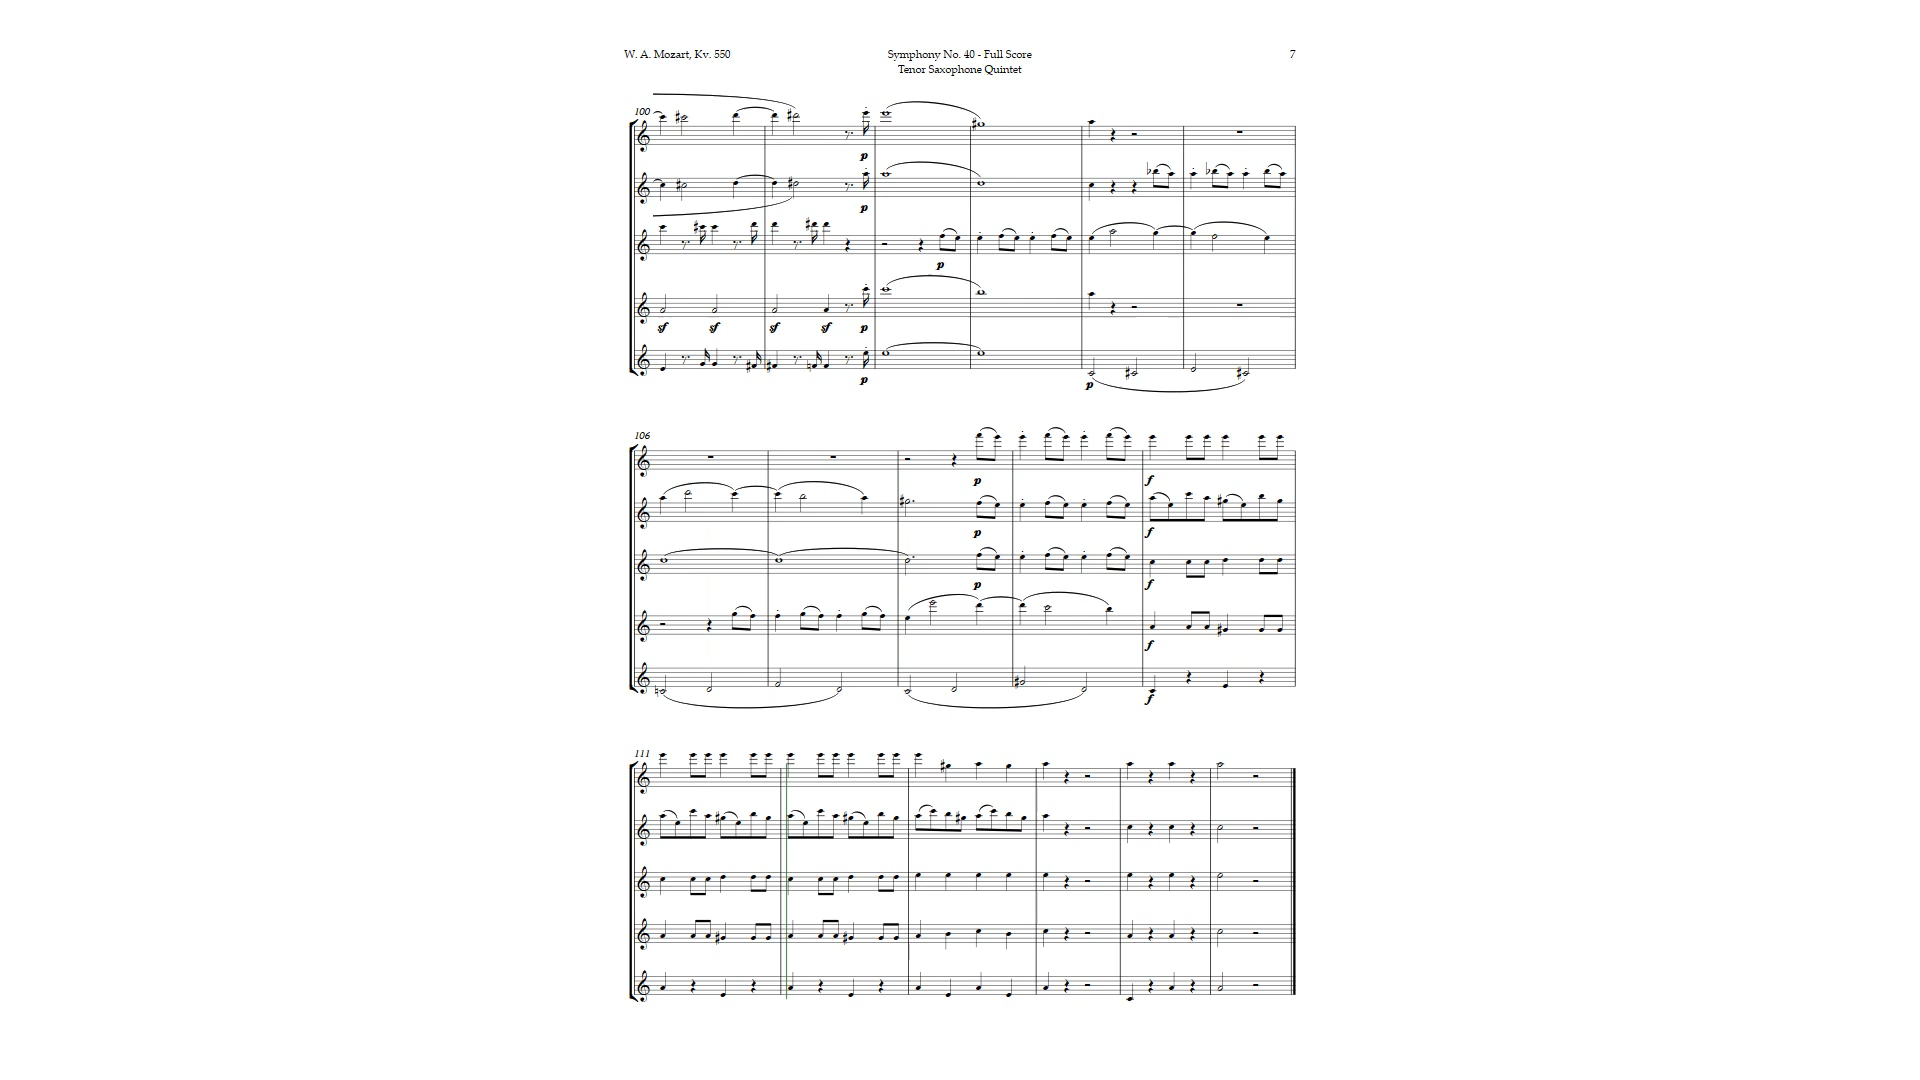 W. A. Mozart, Kv. 550
Symphony No. 40 - Full Score
7
Tenor Saxophone Quintet
100
p
p
p
sf sf sf sf p
p
p
106
p
p
p
f
f
f
f
f
111